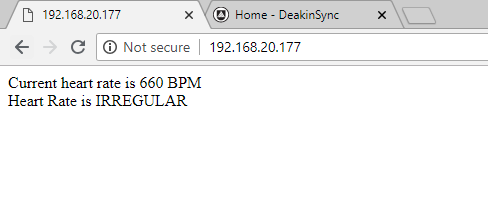 192.168.20.177
Home - DeakinSync
Not secure
192.168.20.177
Current heart rate is 660 BPM
Heart Rate is IRREGULAR